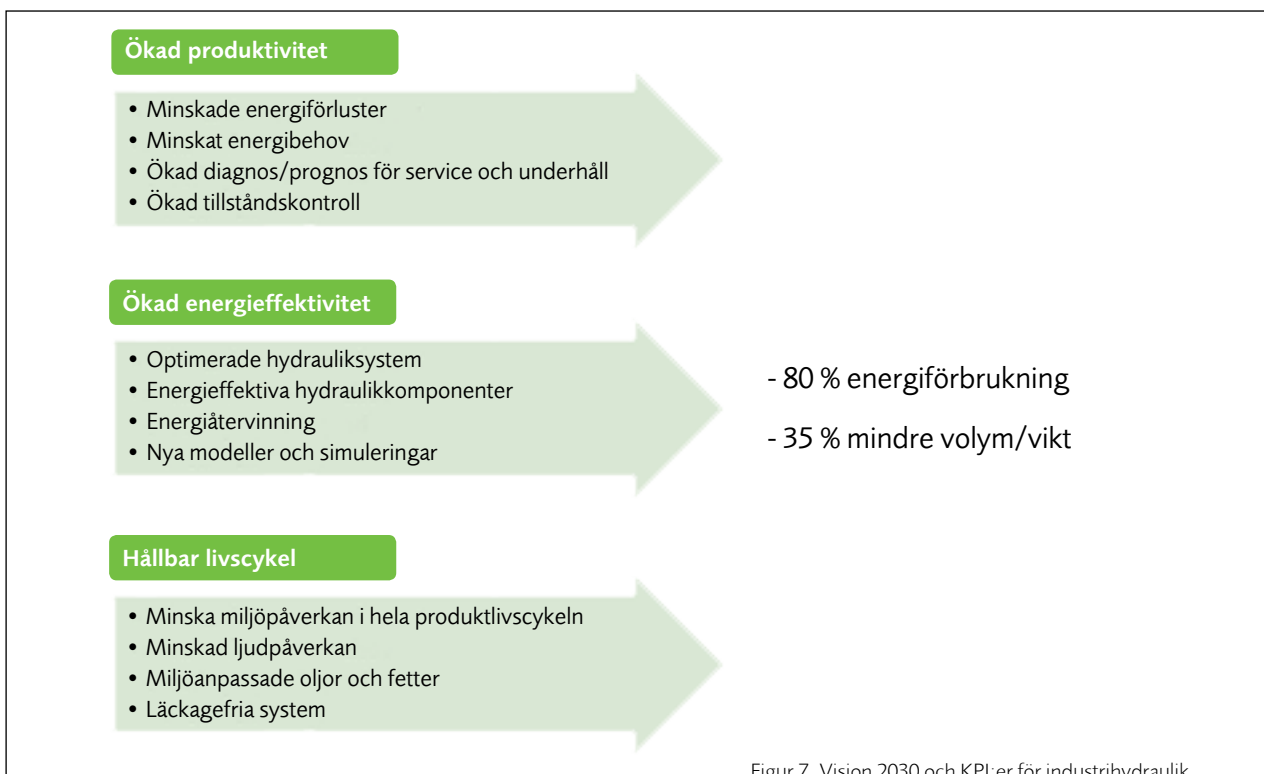 Ökad produktivitet
• Minskade energiförluster
• Minskat energibehov
• Ökad diagnos/prognos för service och underhåll
• Ökad tillståndskontroll
Ökad energieffektivitet
• Optimerade hydrauliksystem
• Energieffektiva hydraulikkomponenter
• Energiåtervinning
• Nya modeller och simuleringar
- 80 % energiförbrukning
- 35 % mindre volym/vikt
Hållbar livscykel
• Minska miljöpåverkan i hela produktlivscykeln
• Minskad ljudpåverkan
• Miljöanpassade oljor och fetter
• Läckagefria system
Figur 7. Vision 2030 och KPI:er för industrihydraulik